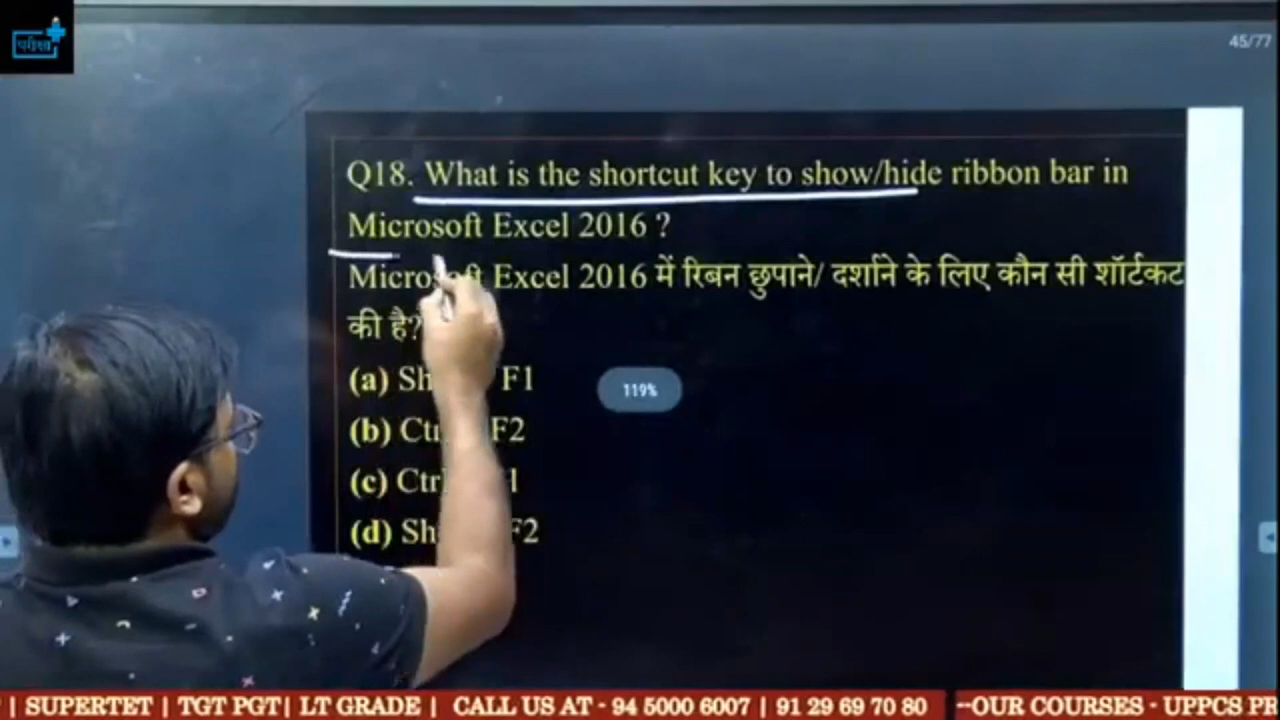 परीक्षा
45/77
Q18. What is the shortcut key to show/hide ribbon bar in
Microsoft Excel 2016 ?
Microsoft Excel 2016 में रिबन छुपाने/ दर्शाने के लिए कौन सी शॉर्टकट
की है?
119%
(a) F1
(b) F2
(c)
(d) F2
| SUPERTET | TGT PGT| LT GRADE | CALL US AT - 94 5000 6007 | 91 29 69 70 80 --OUR COURSES - UPPCS